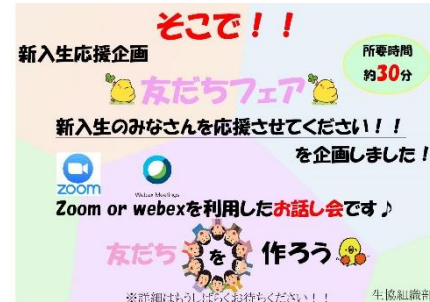 そこで！！
新入生応援企画
所要時間
約30分
友だちフェア
新入生のみなさんを応援させてください！！
を企画しました！
zoom
Webex Meetings
Zoom or webexを利用したお話し会です♪
友だち を 作ろう
※詳細はもうしばらくお待ちください！！
生協組織部